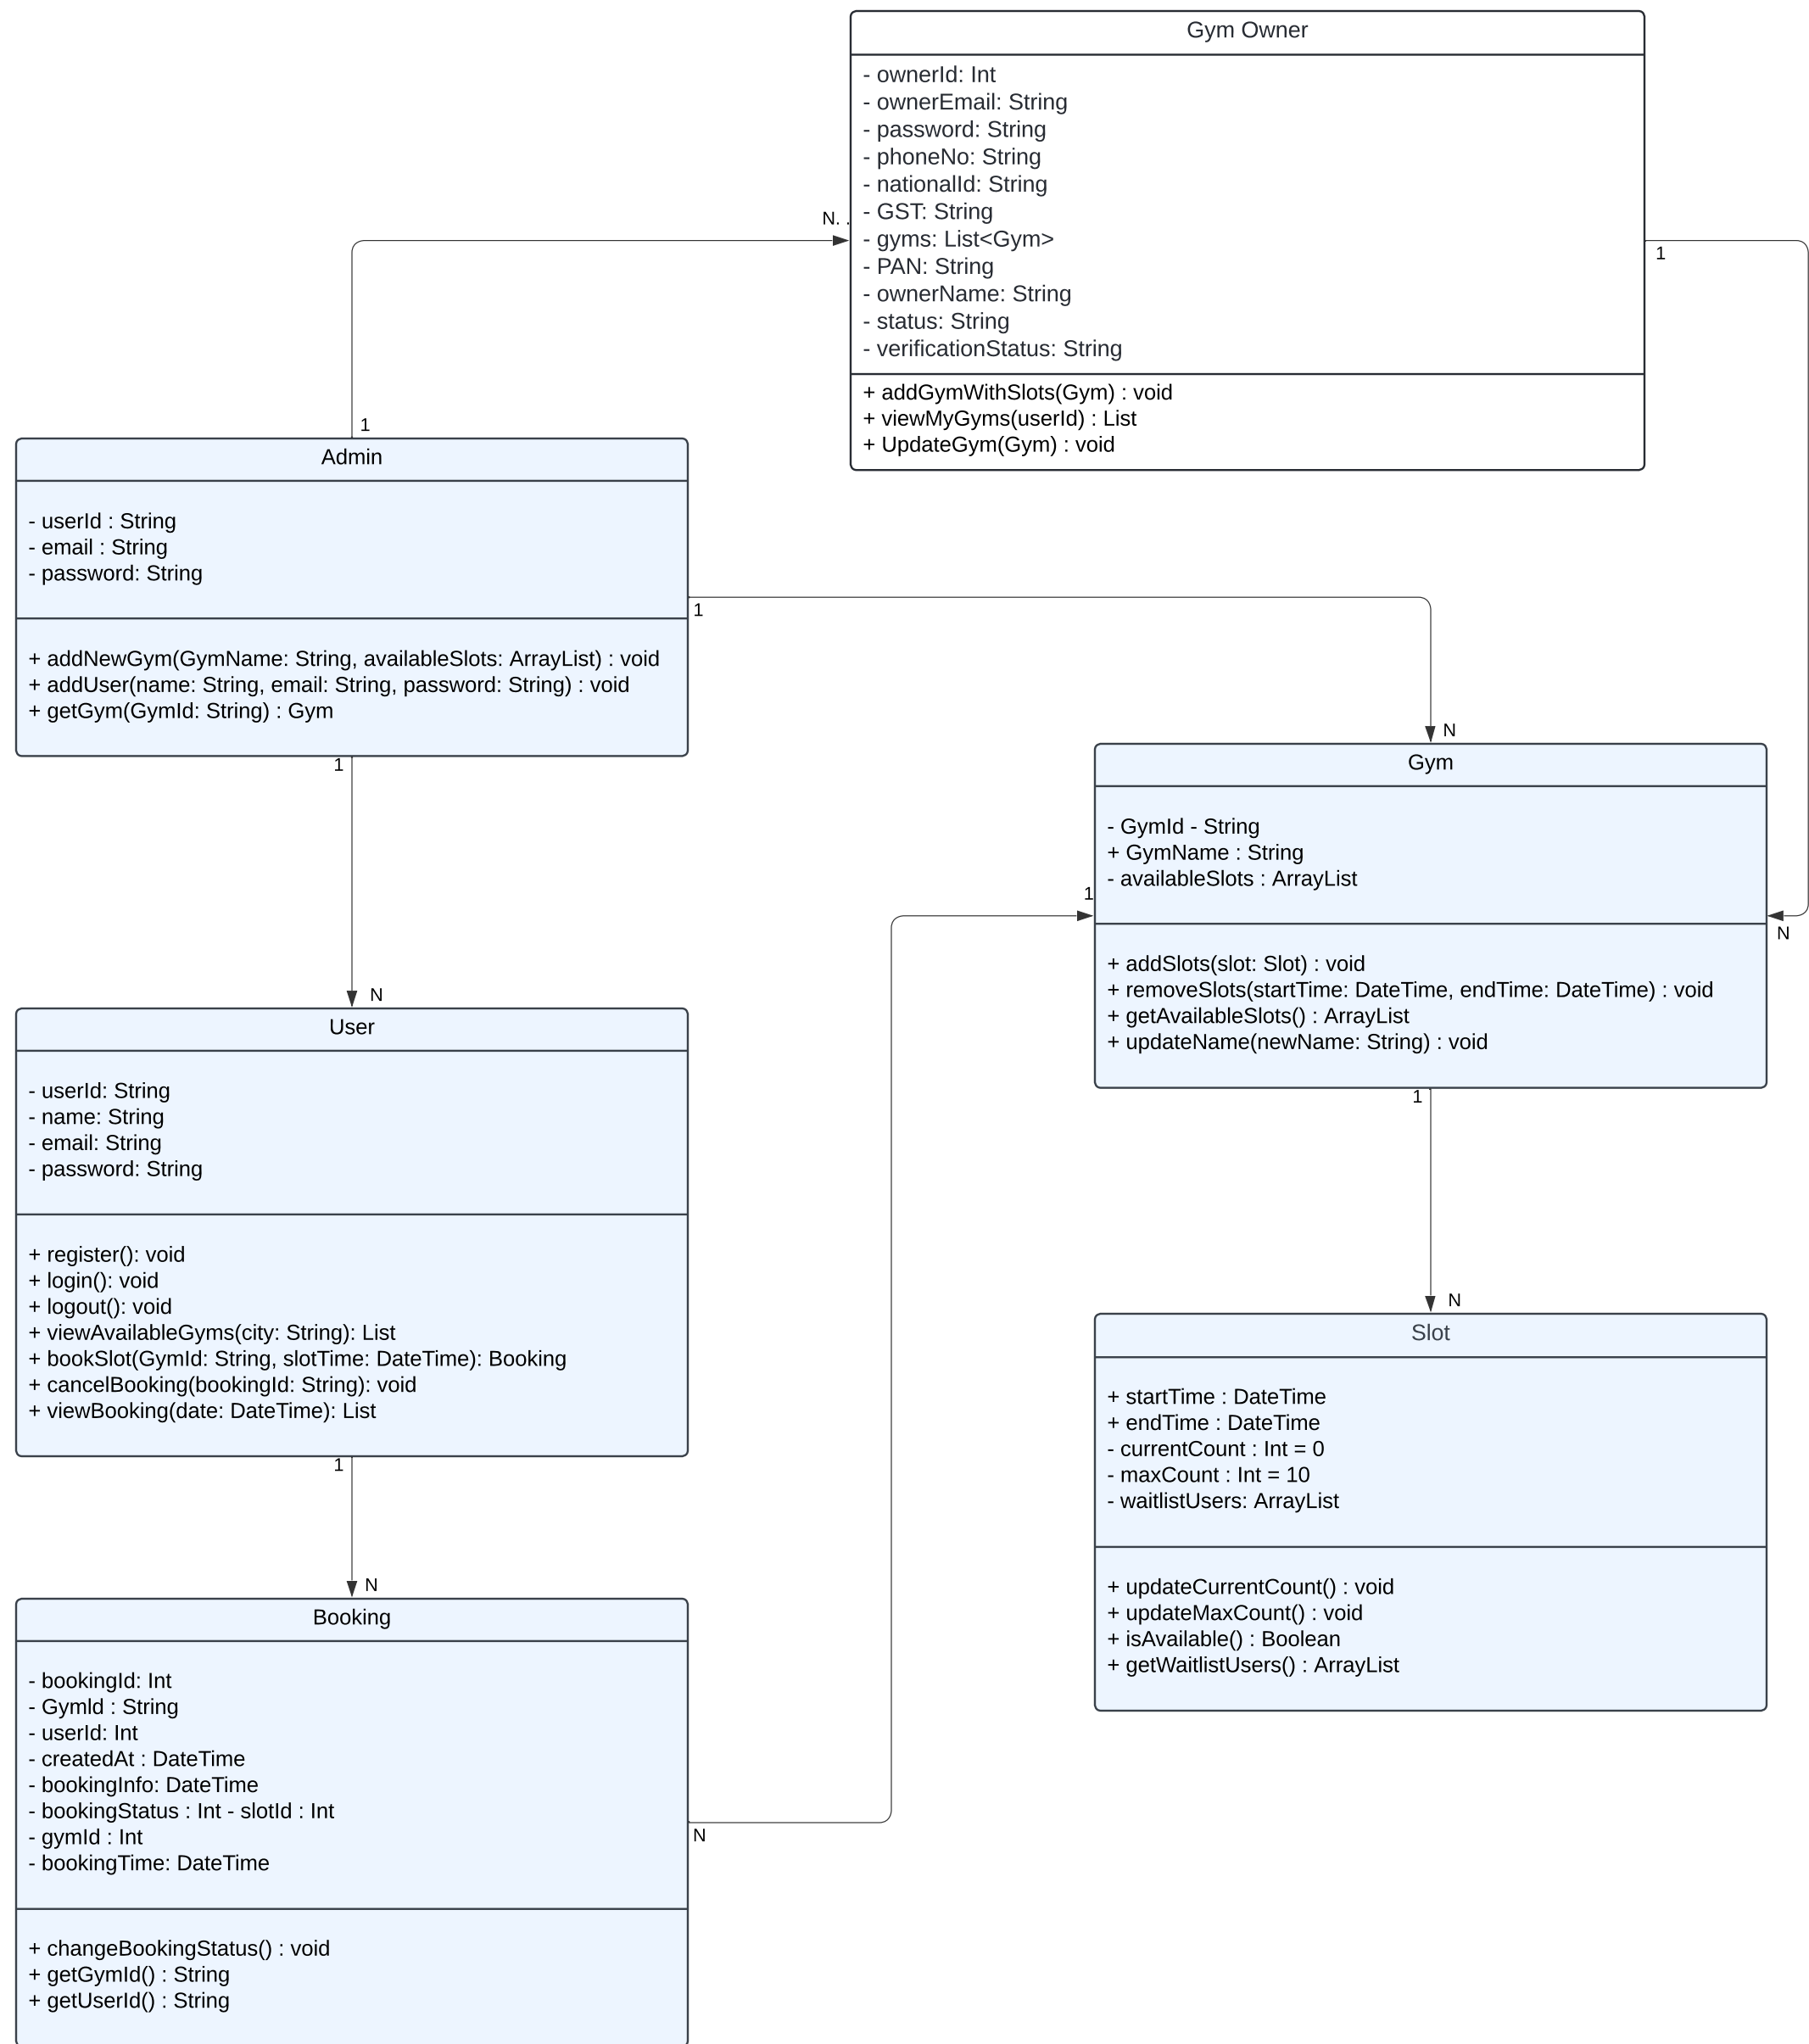 Gym Owner
- ownerId: Int
- ownerEmail: String
- password: String
- phoneNo: String
- nationalId: String
- GST: String
- gyms: List<Gym>
- PAN: String
- ownerName: String
- status: String
- verificationStatus: String
+ addGymWithSlots(Gym) : void
+ viewMyGyms(userId) : List
+ UpdateGym(Gym) : void
N. .
1
1
Admin
- userId : String
- email : String
- password: String
+ addNewGym(GymName: String, availableSlots: ArrayList) : void
+ addUser(name: String, email: String, password: String) : void
+ getGym(GymId: String) : Gym
1
N
1
N
Gym
- GymId - String
+ GymName : String
- availableSlots : ArrayList
+ addSlots(slot: Slot) : void
+ removeSlots(startTime: DateTime, endTime: DateTime) : void
+ getAvailableSlots() : ArrayList
+ updateName(newName: String) : void
1
N
1
N
User
- userId: String
- name: String
- email: String
- password: String
+ register(): void
+ login(): void
+ logout(): void
+ viewAvailableGyms(city: String): List
+ bookSlot(GymId: String, slotTime: DateTime): Booking
+ cancelBooking(bookingId: String): void
+ viewBooking(date: DateTime): List
1
N
N
Slot
+ startTime : DateTime
+ endTime : DateTime
- currentCount : Int = 0
- maxCount : Int = 10
- waitlistUsers: ArrayList
+ updateCurrentCount() : void
+ updateMaxCount() : void
+ isAvailable() : Boolean
+ getWaitlistUsers() : ArrayList
Booking
- bookingId: Int
- GymId : String
- userId: Int
- createdAt : DateTime
- bookingInfo: DateTime
- bookingStatus : Int - slotId : Int
- gymId : Int
- bookingTime: DateTime
+ changeBookingStatus() : void
+ getGymId() : String
+ getUserId() : String
N